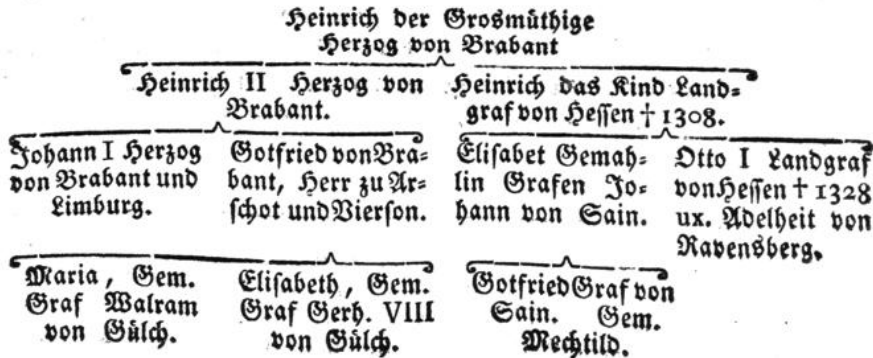 Heinrich der Grosmüthige
Herzog von Brabant
Heinrich II Herzog von
Brabant.
Heinrich das Kind Land=
graf von Hessen † 1308.
Johann I Herzog
von Brabant und
Limburg.
Gotfried von Bra=
bant, Herr zu Ar=
schot und Vierson.
Elisabet Gemah=
lin Grafen Jo=
hann von Sain.
Otto I Landgraf
von Hessen † 1328
ux. Adelheit von
Ravensberg.
Maria, Gem.
Graf Walram
von Gülch.
Elisabeth, Gem.
Graf Gerh. VIII
von Gülch.
Gotfried Graf von
Sain. Gem.
Mechtild.